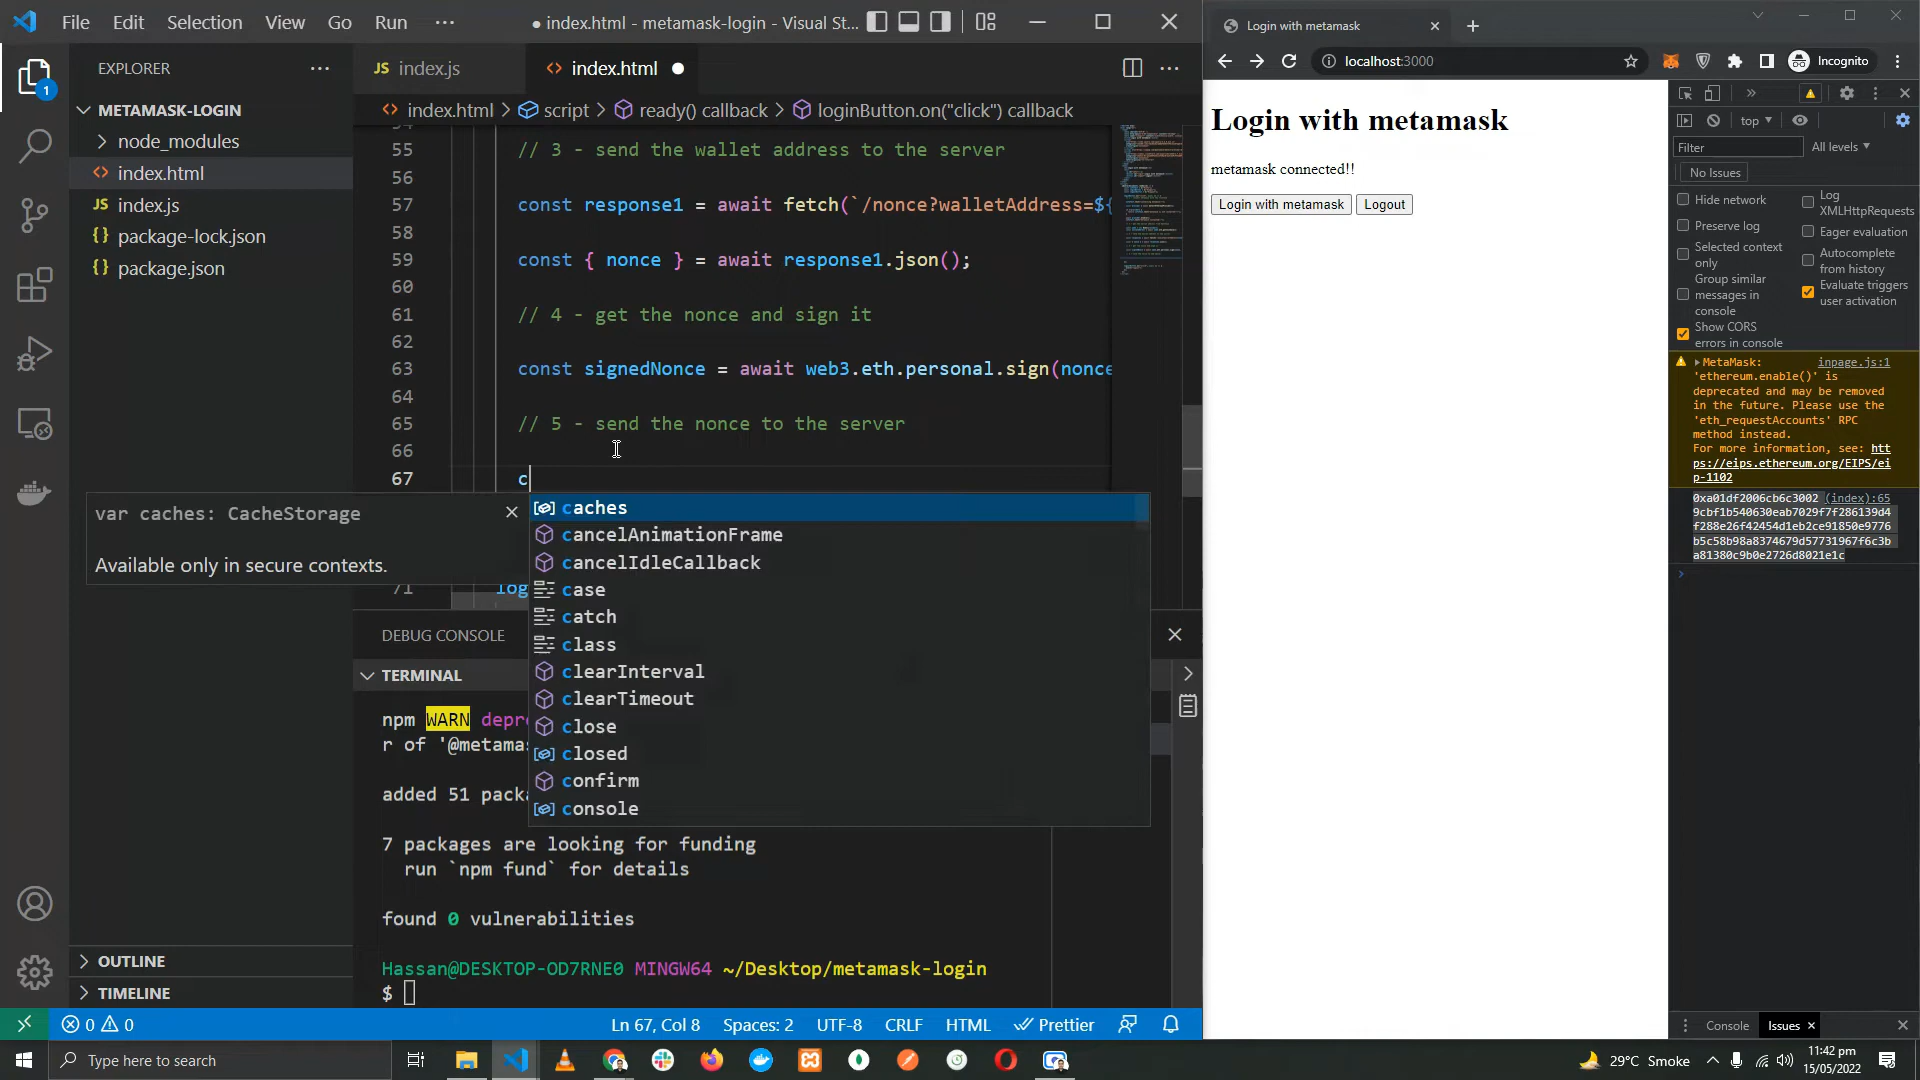 File Edit Selection View Go Run ···
● index.html - metamask-login - Visual St...
EXPLORER
METAMASK-LOGIN
node_modules
index.html
JS index.js
{} package-lock.json
{} package.json
OUTLINE
TIMELINE
JS index.js
<> index.html
<> index.html > script > ready() callback > loginButton.on("click") callback
55 // 3 - send the wallet address to the server
56
57 const response1 = await fetch(`/nonce?walletAddress=${
58
59 const { nonce } = await response1.json();
60
61 // 4 - get the nonce and sign it
62
63 const signedNonce = await web3.eth.personal.sign(nonce
64
65 // 5 - send the nonce to the server
66
67 c
var caches: CacheStorage
Available only in secure contexts.
caches
cancelAnimationFrame
cancelIdleCallback
case
catch
class
clearInterval
clearTimeout
close
closed
confirm
console
71 log
DEBUG CONSOLE
TERMINAL
npm WARN depre
r of '@metamas
added 51 packa
7 packages are looking for funding
run `npm fund` for details
found 0 vulnerabilities
Hassan@DESKTOP-OD7RNE0 MINGW64 ~/Desktop/metamask-login
$
0 0
Ln 67, Col 8 Spaces: 2 UTF-8 CRLF HTML Prettier
Login with metamask
localhost:3000
Incognito
Login with metamask
metamask connected!!
Login with metamask
Logout
top
Filter
All levels
No Issues
Hide network
Log XMLHttpRequests
Preserve log
Eager evaluation
Selected context only
Autocomplete from history
Group similar messages in console
Evaluate triggers user activation
Show CORS errors in console
MetaMask: inpage.js:1
'ethereum.enable()' is
deprecated and may be removed
in the future. Please use the
'eth_requestAccounts' RPC
method instead.
For more information, see: htt
ps://eips.ethereum.org/EIPS/ei
p-1102
0xa01df2006cb6c3002 (index):65
9cbf1b540630eab7029f7f286139d4
f288e26f42454d1eb2ce91850e9776
b5c58b98a8374679d57731967f6c3b
a81380c9b0e2726d8021e1c
Console Issues
Type here to search
29°C Smoke
11:42 pm
15/05/2022